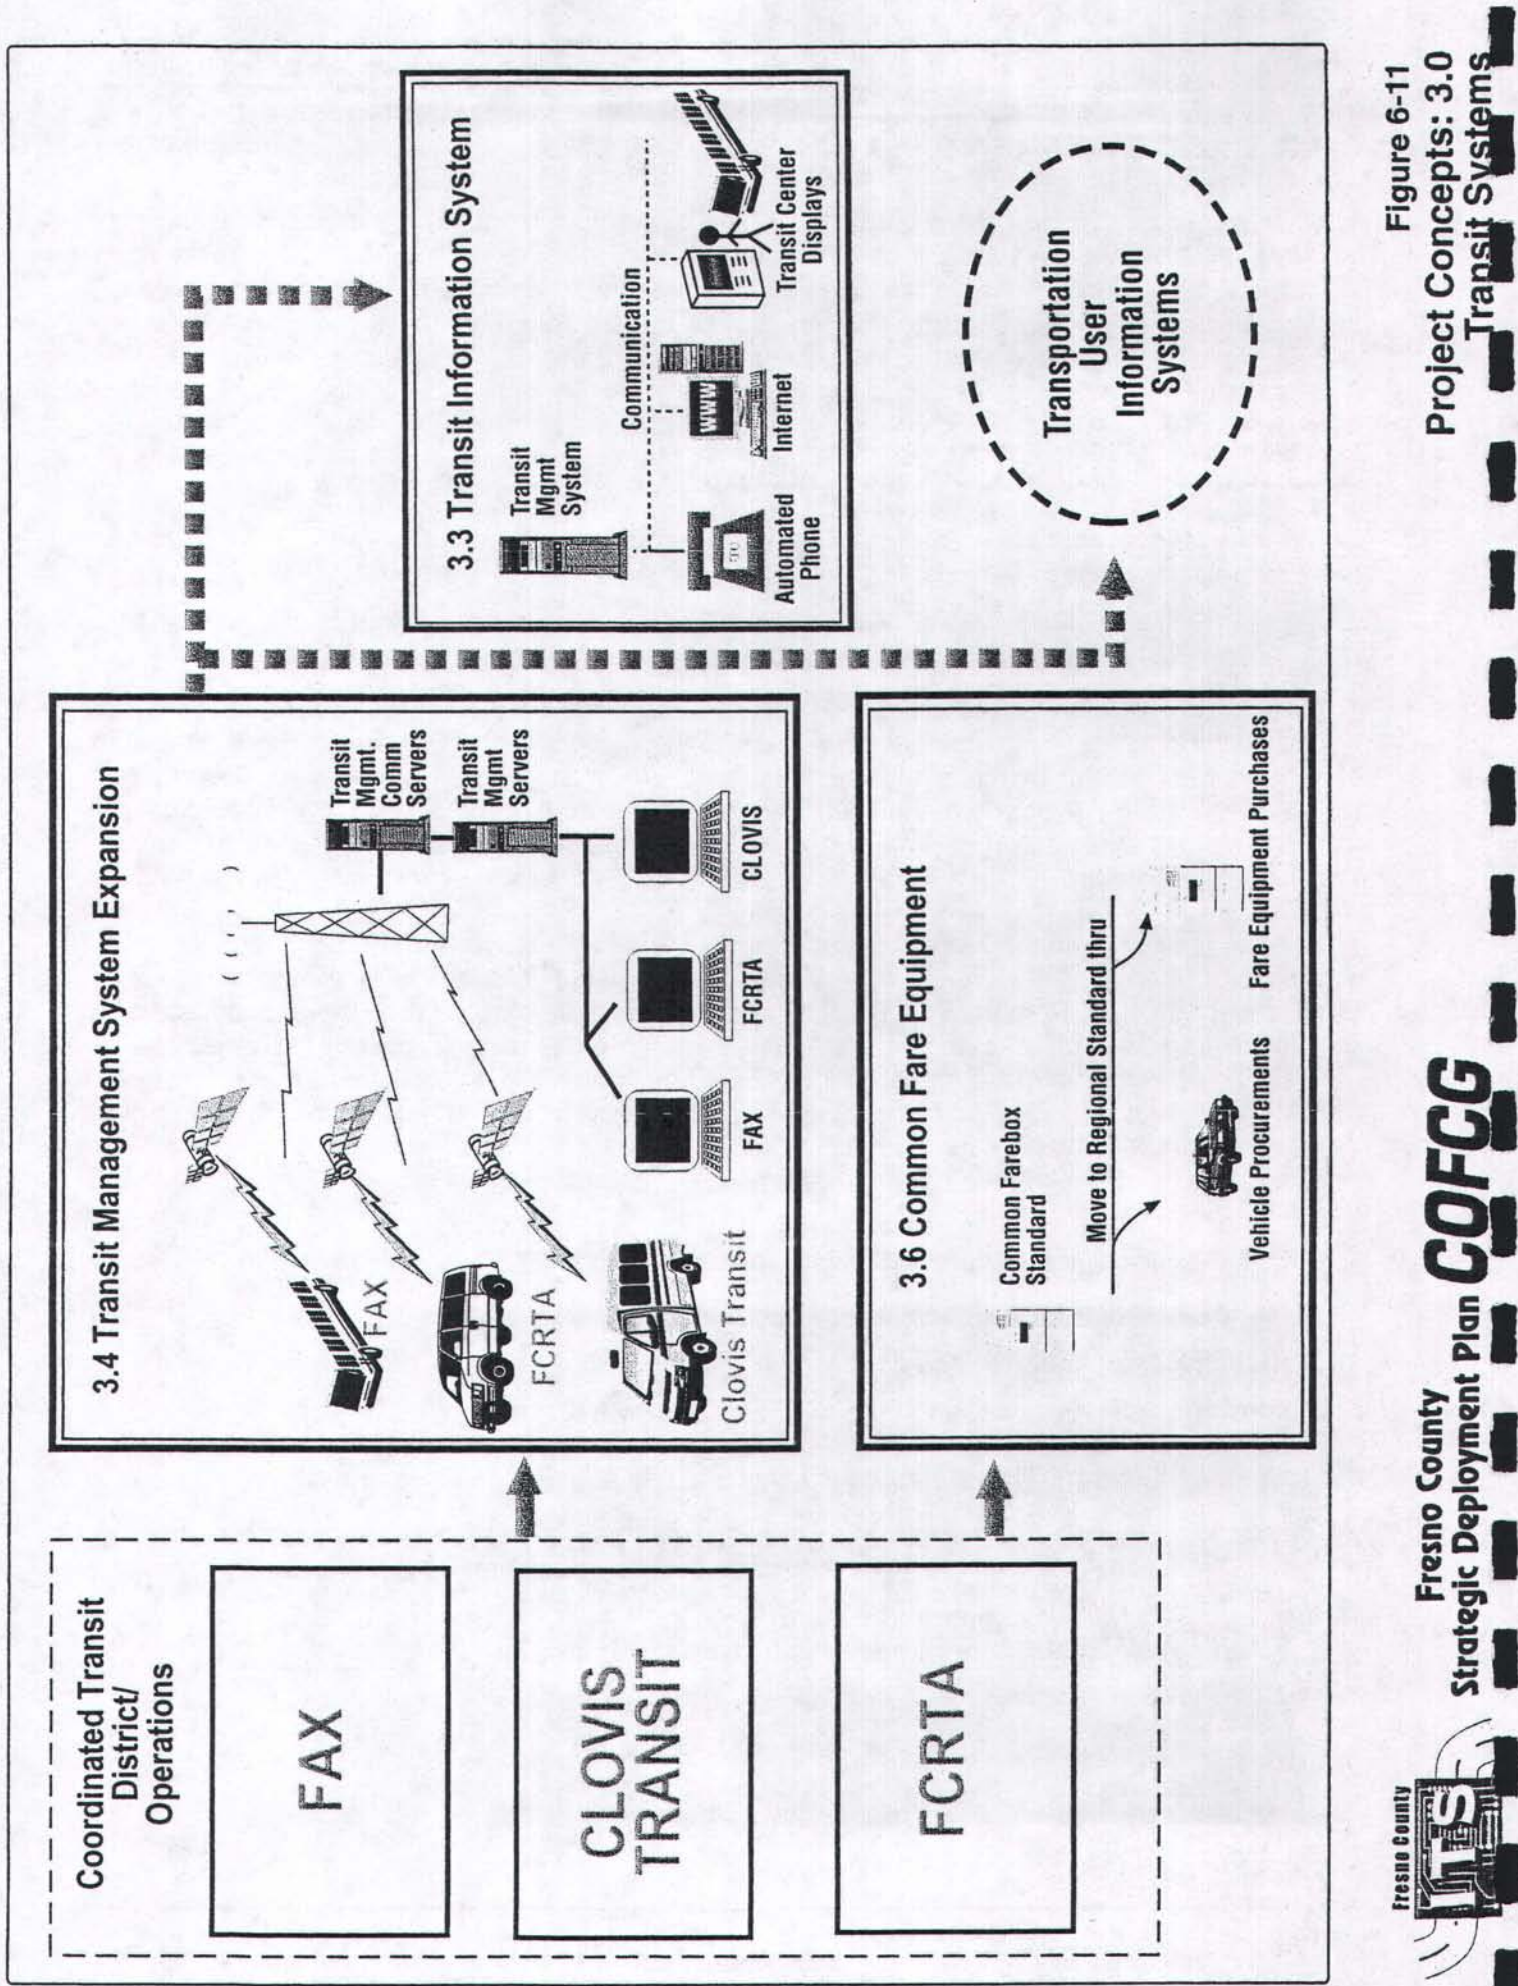 Coordinated Transit
District/
Operations
FAX
CLOVIS
TRANSIT
FCRTA
3.4 Transit Management System Expansion
FAX
FCRTA
Clovis Transit
Transit
Mgmt.
Comm
Servers
Transit
Mgmt
Servers
FAX
FCRTA
CLOVIS
3.6 Common Fare Equipment
Common Farebox
Standard
Move to Regional Standard thru
Vehicle Procurements
Fare Equipment Purchases
3.3 Transit Information System
Transit
Mgmt
System
Communication
WWW
Automated
Phone
Internet
Transit Center
Displays
Transportation
User
Information
Systems
Fresno County
ITS
Fresno County
Strategic Deployment Plan
COFCG
Figure 6-11
Project Concepts: 3.0
Transit Systems